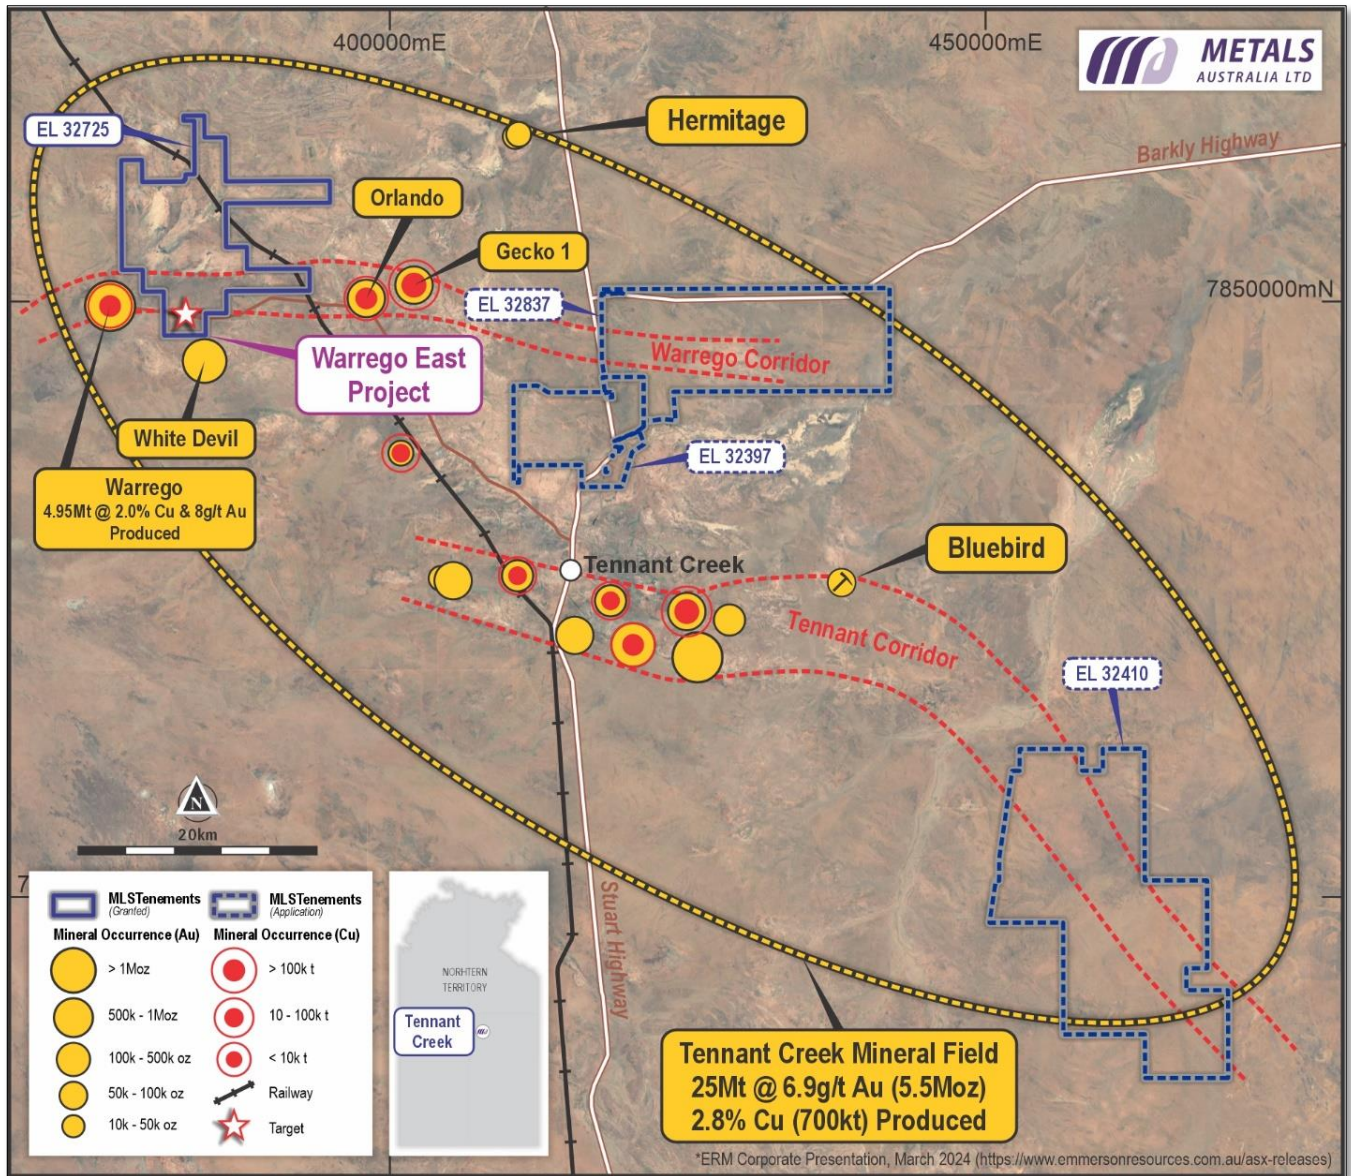 400000mE
450000mE
METALS
AUSTRALIA LTD
EL 32725
Hermitage
Barkly Highway
Orlando
Gecko 1
EL 32837
7850000mN
Warrego East
Project
Warrego Corridor
White Devil
EL 32397
Warrego
4.95Mt @ 2.0% Cu & 8g/t Au
Produced
Bluebird
Tennant Creek
Tennant Corridor
EL 32410
N
20km
7
Stuart Highway
MLSTenements
(Granted)
MLSTenements
(Application)
Mineral Occurrence (Au)
Mineral Occurrence (Cu)
> 1Moz
> 100k t
500k - 1Moz
10 - 100k t
100k - 500k oz
< 10k t
50k - 100k oz
Railway
10k - 50k oz
Target
NORHTERN
TERRITORY
Tennant
Creek
Tennant Creek Mineral Field
25Mt @ 6.9g/t Au (5.5Moz)
2.8% Cu (700kt) Produced
*ERM Corporate Presentation, March 2024 (https://www.emmersonresources.com.au/asx-releases)